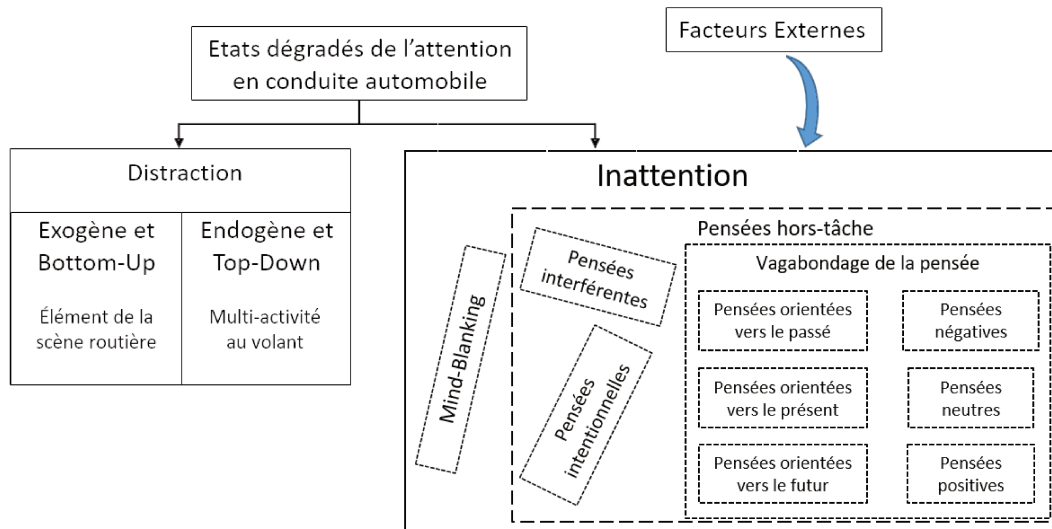 Etats dégradés de l’attention
en conduite automobile
Facteurs Externes
Distraction
Exogène et
Bottom-Up
Élément de la
scène routière
Endogène et
Top-Down
Multi-activité
au volant
Inattention
Mind-Blanking
Pensées hors-tâche
Pensées
interférentes
Pensées
intentionnelles
Vagabondage de la pensée
Pensées orientées
vers le passé
Pensées
négatives
Pensées orientées
vers le présent
Pensées
neutres
Pensées orientées
vers le futur
Pensées
positives